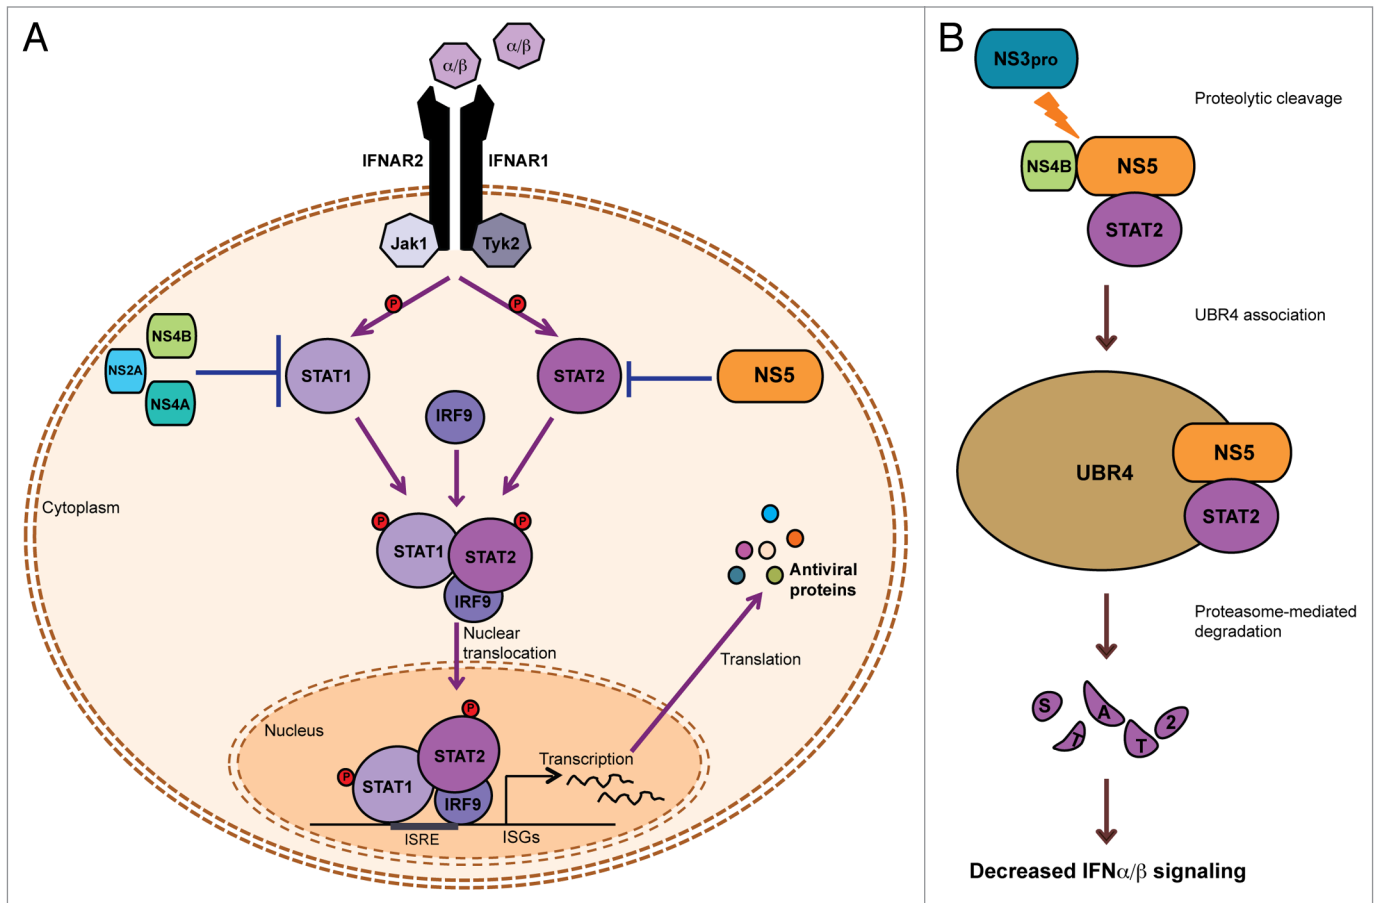 A
α/β
α/β
IFNAR2
IFNAR1
Jak1
Tyk2
P
P
NS4B
NS2A
NS4A
STAT1
STAT2
NS5
IRF9
Cytoplasm
P
P
STAT1
STAT2
IRF9
Nuclear
translocation
Antiviral
proteins
Translation
Nucleus
P
STAT2
P
STAT1
IRF9
Transcription
ISRE
ISGs
B
NS3pro
Proteolytic cleavage
NS4B
NS5
STAT2
UBR4 association
UBR4
NS5
STAT2
Proteasome-mediated
degradation
S
T
A
T
2
Decreased IFNα/β signaling